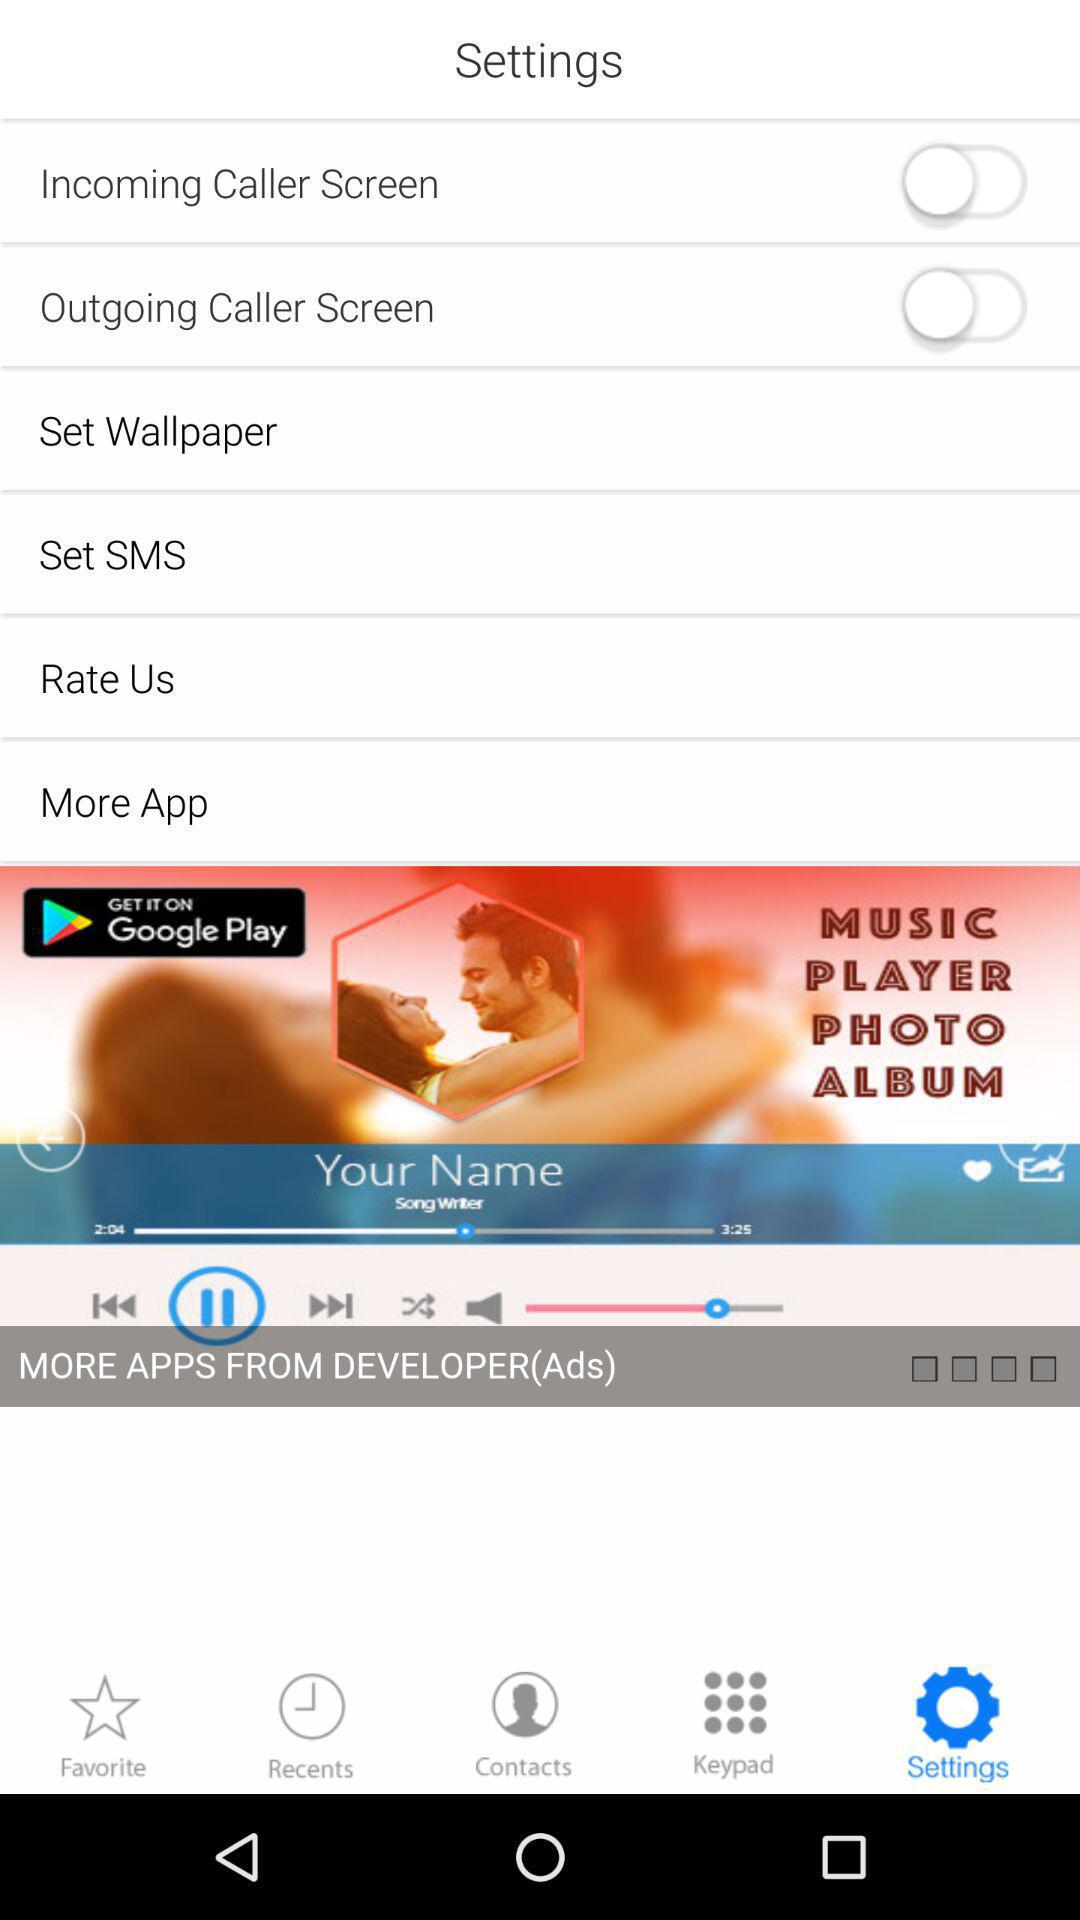 Settings
Incoming Caller Screen
Outgoing Caller Screen
Set Wallpaper
Set SMS
Rate Us
More App
GET IT ON
Google Play
MUSIC
PLAYER
PHOTO
ALBUM
Your Name
Song Writer
2:04 3:25
MORE APPS FROM DEVELOPER(Ads)
Favorite Recents Contacts Keypad Settings